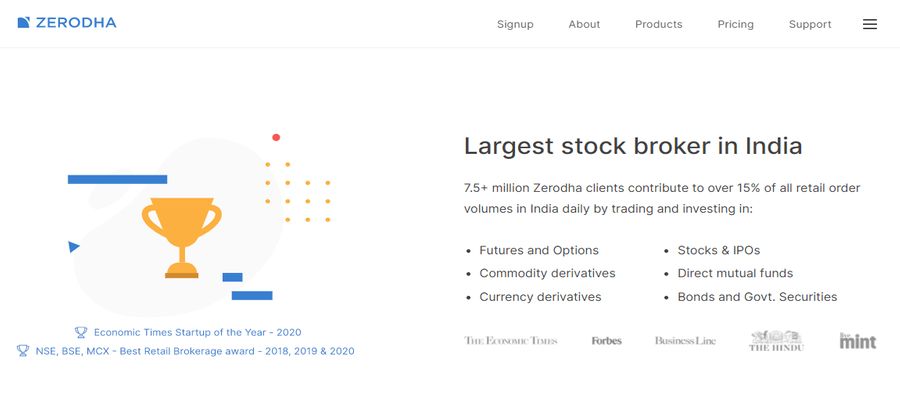 ZERODHA
Signup About Products Pricing Support
Largest stock broker in India
7.5+ million Zerodha clients contribute to over 15% of all retail order
volumes in India daily by trading and investing in:
• Futures and Options
• Commodity derivatives
• Currency derivatives
• Stocks & IPOs
• Direct mutual funds
• Bonds and Govt. Securities
Economic Times Startup of the Year - 2020
NSE, BSE, MCX - Best Retail Brokerage award - 2018, 2019 & 2020
THE ECONOMIC TIMES Forbes BusinessLine THE HINDU live mint